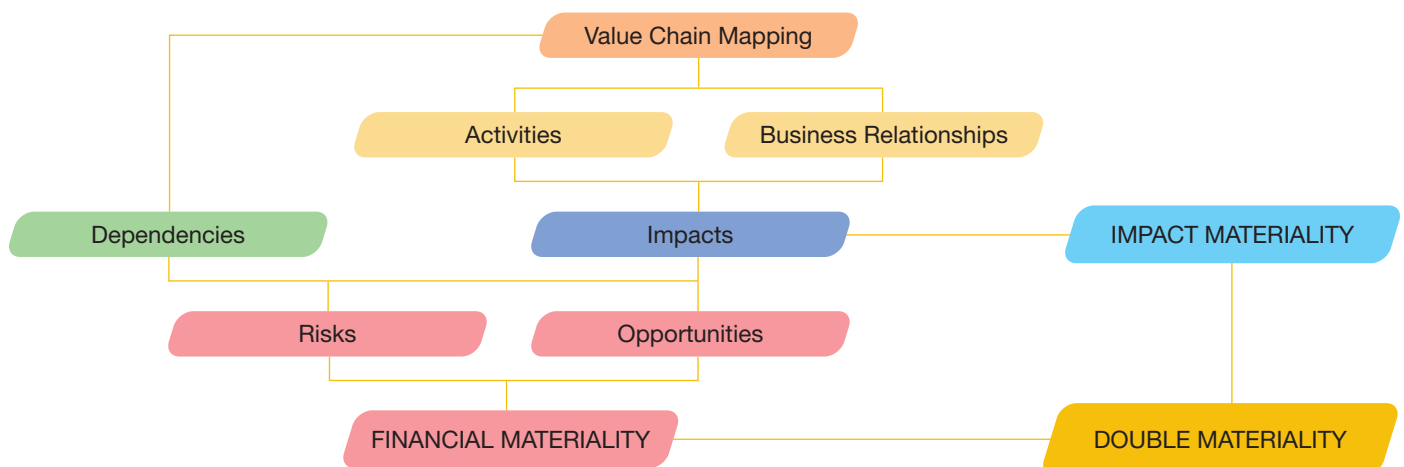 Value Chain Mapping
Activities
Business Relationships
Dependencies
Impacts
IMPACT MATERIALITY
Risks
Opportunities
FINANCIAL MATERIALITY
DOUBLE MATERIALITY